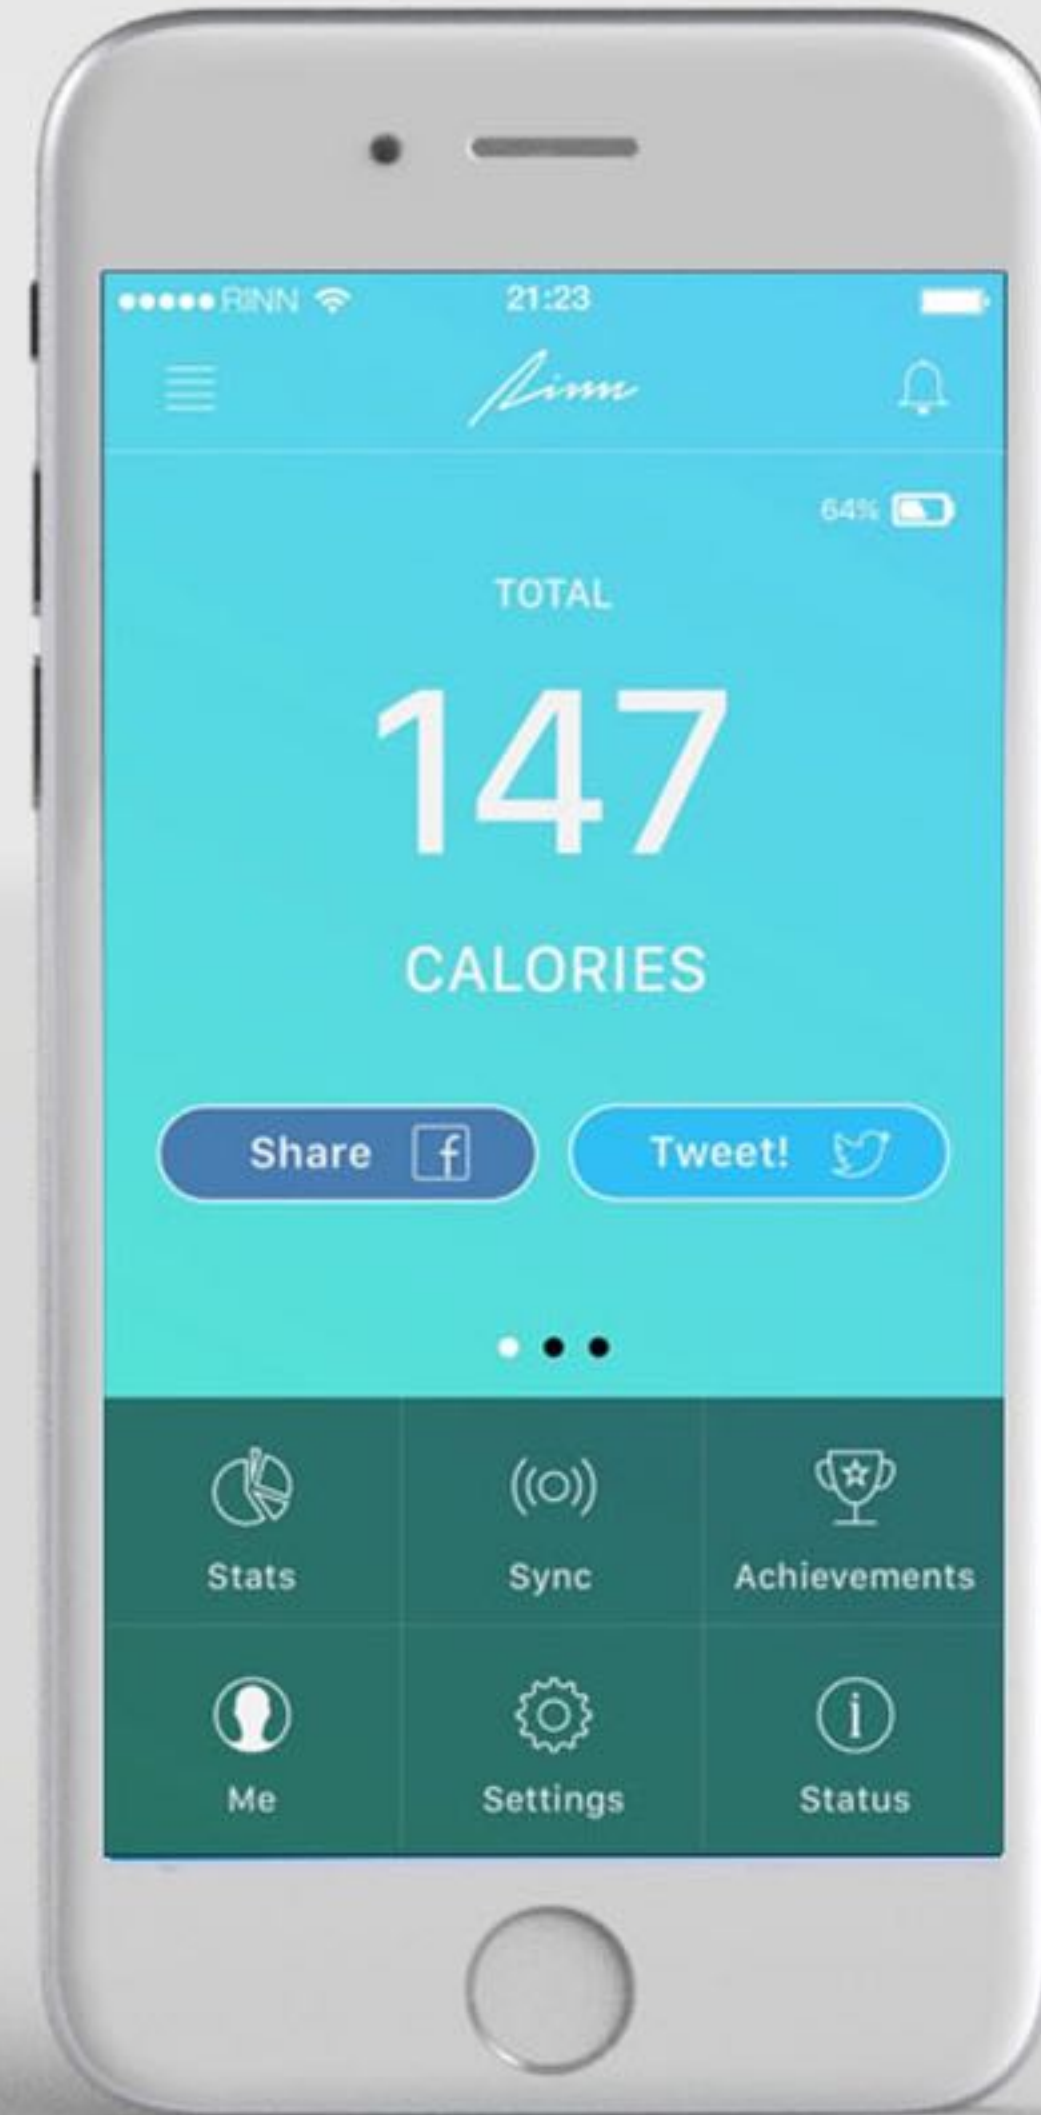 RINN 21:23
Rinn
64%
TOTAL
147
CALORIES
Share f Tweet!
Stats Sync Achievements
Me Settings Status